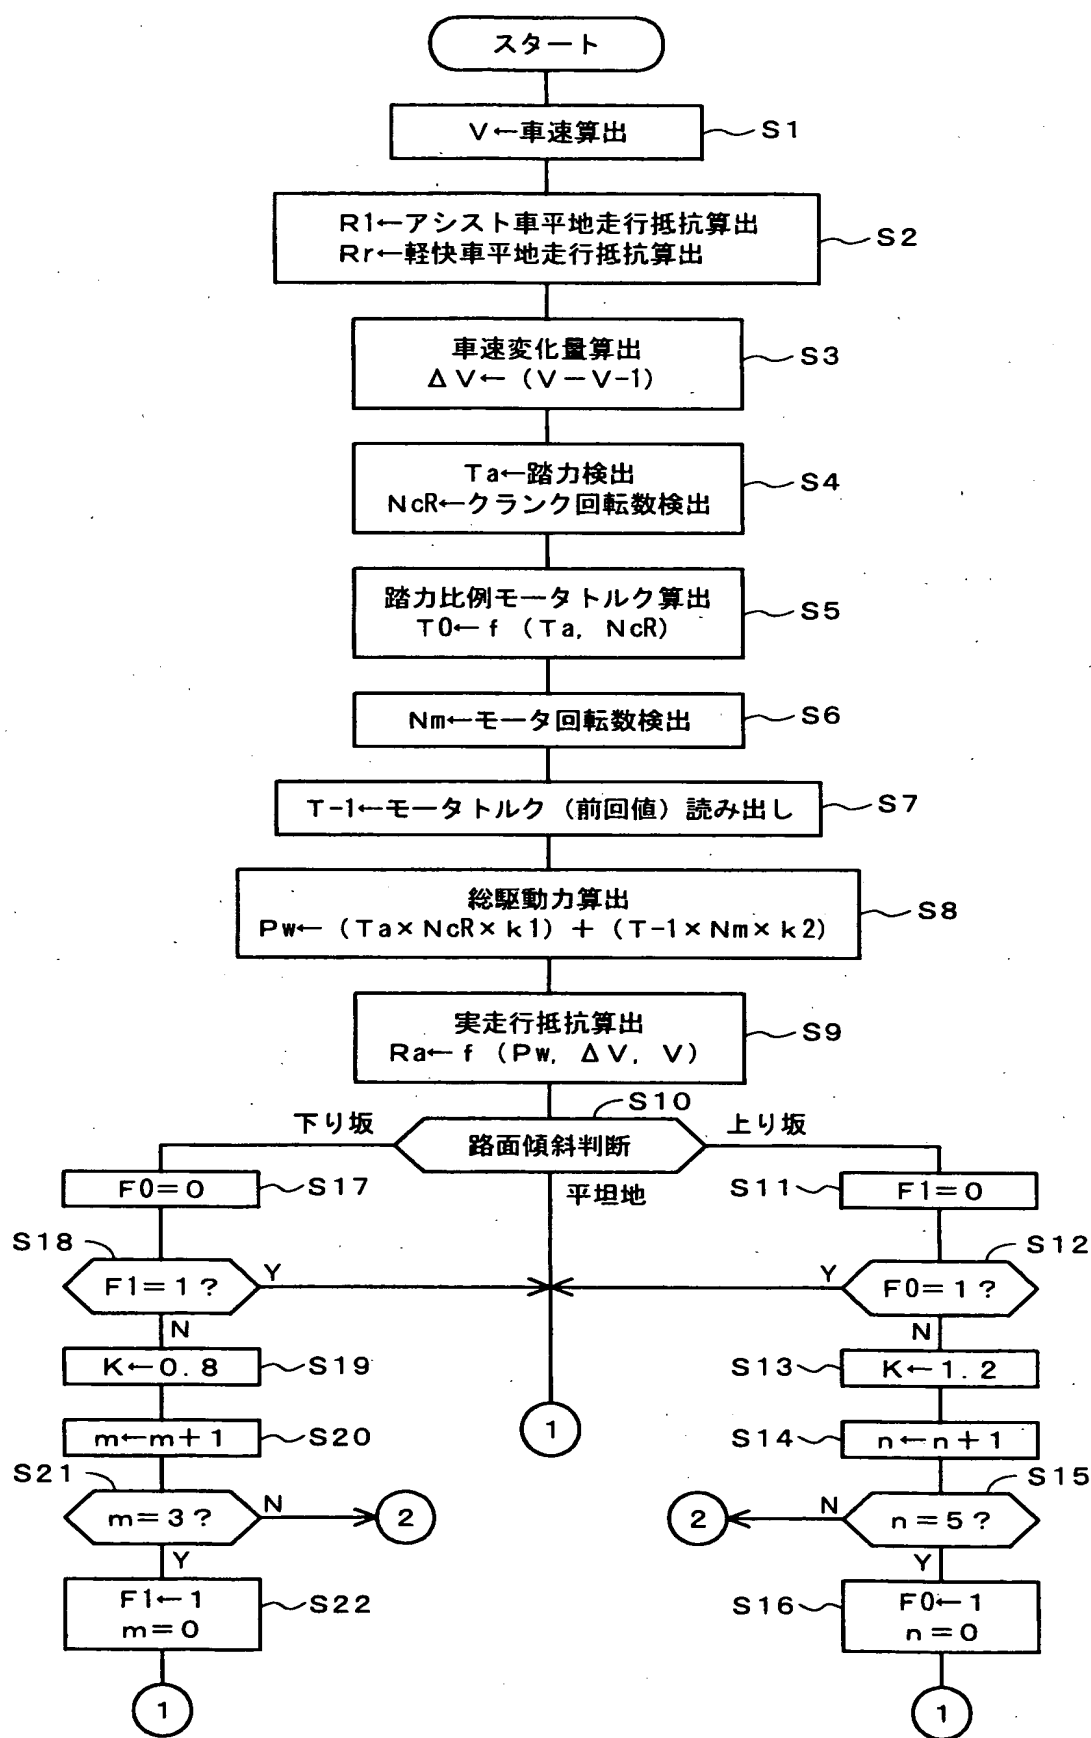 スタート
V←車速算出
S1
R1←アシスト車平地走行抵抗算出
Rr←軽快車平地走行抵抗算出
S2
車速変化量算出
ΔV←(V-V-1)
S3
Ta←踏力検出
NcR←クランク回転数検出
S4
踏力比例モータトルク算出
T0←f(Ta, NcR)
S5
Nm←モータ回転数検出
S6
T-1←モータトルク(前回値)読み出し
S7
総駆動力算出
Pw←(Ta×NcR×k1)+(T-1×Nm×k2)
S8
実走行抵抗算出
Ra←f(Pw, ΔV, V)
S9
S10
下り坂
路面傾斜判断
上り坂
平坦地
F0=0
S17
S11
F1=0
S18
F1=1?
Y
S12
F0=1?
Y
N
N
K←0.8
S19
S13
K←1.2
m←m+1
S20
1
S14
n←n+1
S21
m=3?
N
2
S15
2
N
n=5?
Y
Y
F1←1
m=0
S22
S16
F0←1
n=0
1
1